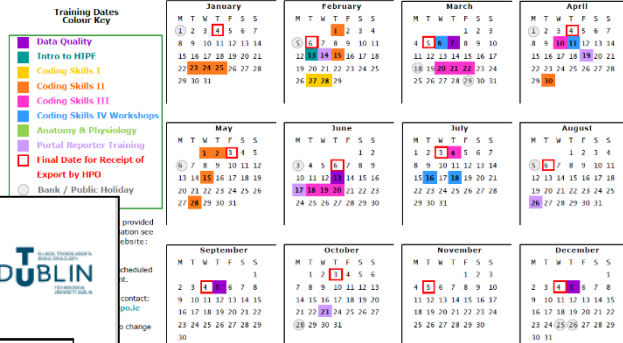 Training Dates
Colour Key
Data Quality
Intro to HIPE
Coding Skills I
Coding Skills II
Coding Skills III
Coding Skills IV Workshops
Anatomy & Physiology
Portal Reporter Training
Final Date for Receipt of
Export by HPO
Bank / Public Holiday
provided
ation see
ebsite:
cheduled
nt.
contact:
po.ie
o change
DUBLIN
January
M T W T F S S
1 2 3 4 5 6 7
8 9 10 11 12 13 14
15 16 17 18 19 20 21
22 23 24 25 26 27 28
29 30 31
February
M T W T F S S
1 2 3 4
5 6 7 8 9 10 11
12 13 14 15 16 17 18
19 20 21 22 23 24 25
26 27 28 29
March
M T W T F S S
1 2 3
4 5 6 7 8 9 10
11 12 13 14 15 16 17
18 19 20 21 22 23 24
25 26 27 28 29 30 31
April
M T W T F S S
1 2 3 4 5 6 7
8 9 10 11 12 13 14
15 16 17 18 19 20 21
22 23 24 25 26 27 28
29 30
May
M T W T F S S
1 2 3 4 5
6 7 8 9 10 11 12
13 14 15 16 17 18 19
20 21 22 23 24 25 26
27 28 29 30 31
June
M T W T F S S
1 2
3 4 5 6 7 8 9
10 11 12 13 14 15 16
17 18 19 20 21 22 23
24 25 26 27 28 29 30
July
M T W T F S S
1 2 3 4 5 6 7
8 9 10 11 12 13 14
15 16 17 18 19 20 21
22 23 24 25 26 27 28
29 30 31
August
M T W T F S S
1 2 3 4
5 6 7 8 9 10 11
12 13 14 15 16 17 18
19 20 21 22 23 24 25
26 27 28 29 30 31
September
M T W T F S S
1
2 3 4 5 6 7 8
9 10 11 12 13 14 15
16 17 18 19 20 21 22
23 24 25 26 27 28 29
30
October
M T W T F S S
1 2 3 4 5 6
7 8 9 10 11 12 13
14 15 16 17 18 19 20
21 22 23 24 25 26 27
28 29 30 31
November
M T W T F S S
1 2 3
4 5 6 7 8 9 10
11 12 13 14 15 16 17
18 19 20 21 22 23 24
25 26 27 28 29 30
December
M T W T F S S
1
2 3 4 5 6 7 8
9 10 11 12 13 14 15
16 17 18 19 20 21 22
23 24 25 26 27 28 29
30 31